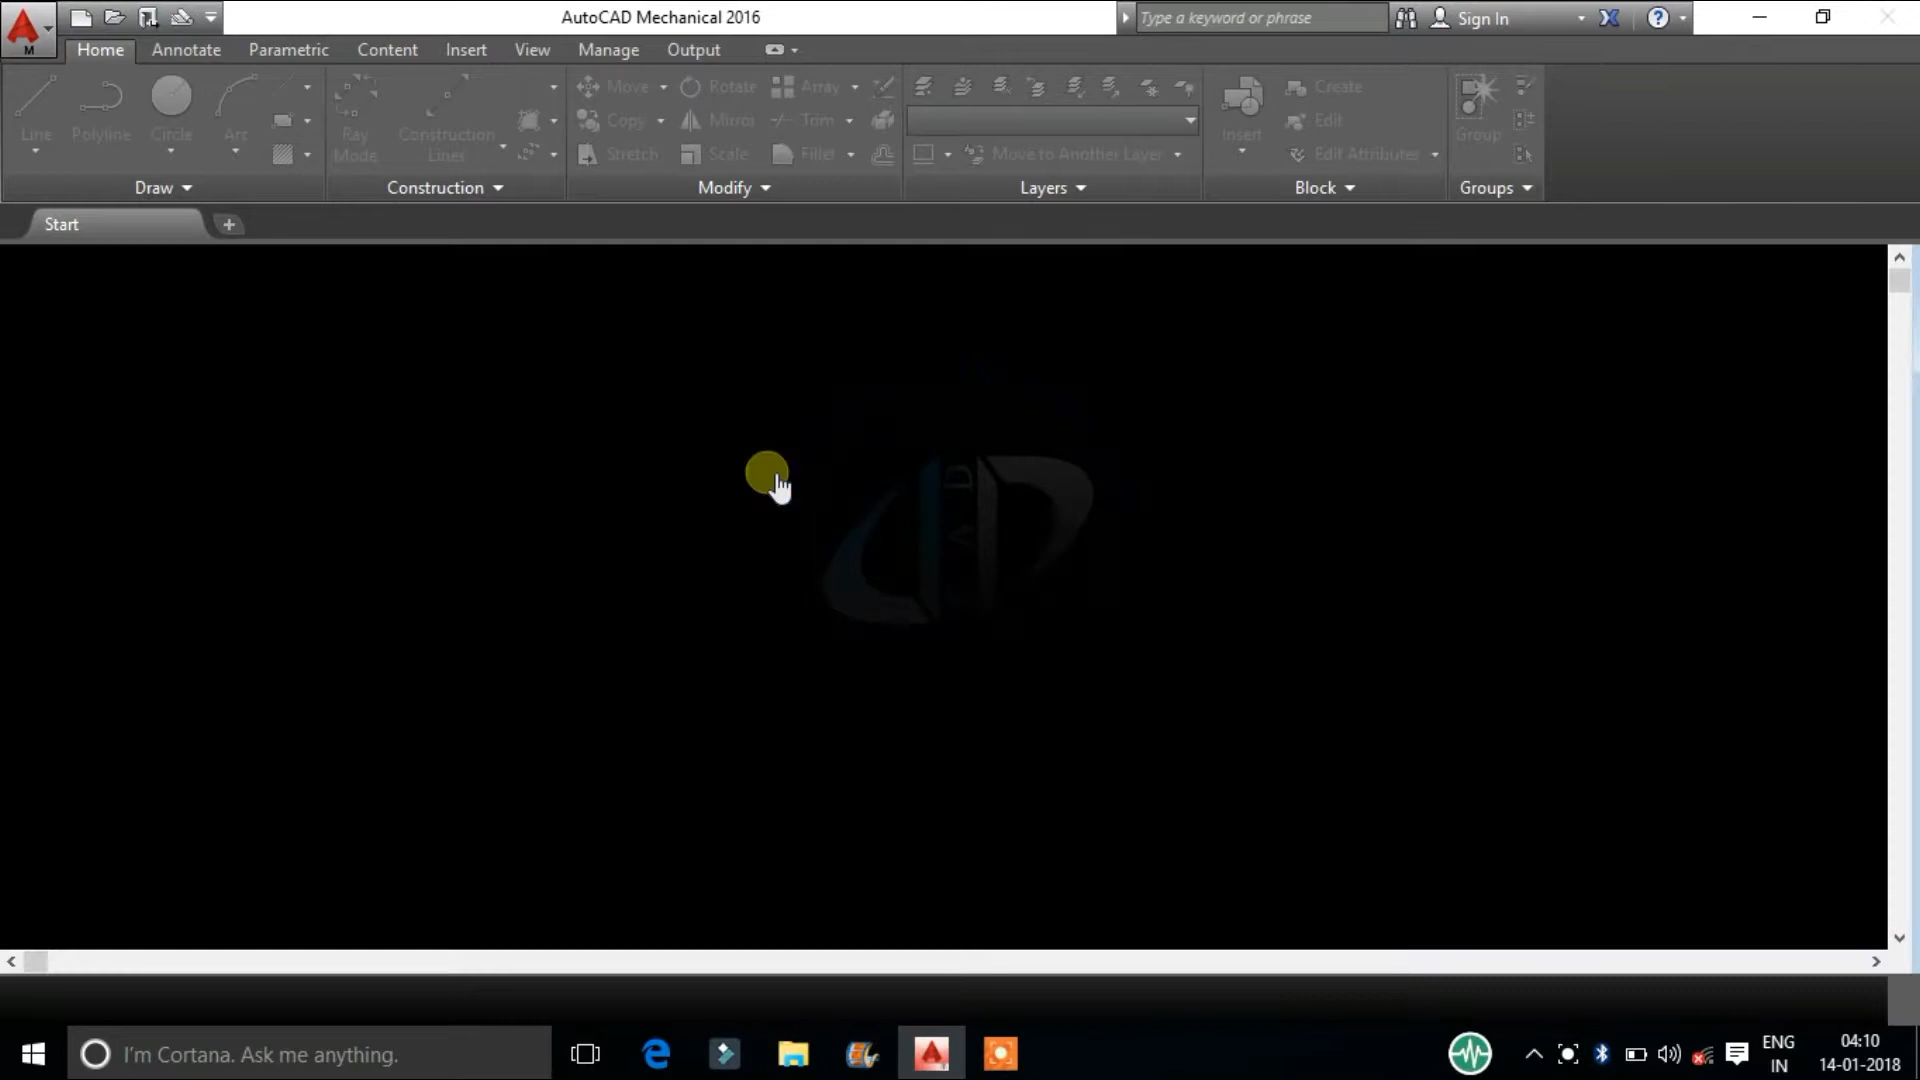 AutoCAD Mechanical 2016
Type a keyword or phrase
Sign In
Home Annotate Parametric Content Insert View Manage Output
Line
Polyline
Circle
Arc
Ray
Mode
Construction
Lines
Move
Rotate
Array
Copy
Mirror
Trim
Stretch
Scale
Fillet
Move to Another Layer
Insert
Create
Edit
Edit Attributes
Group
Draw
Construction
Modify
Layers
Block
Groups
Start
I'm Cortana. Ask me anything.
ENG
IN
04:10
14-01-2018